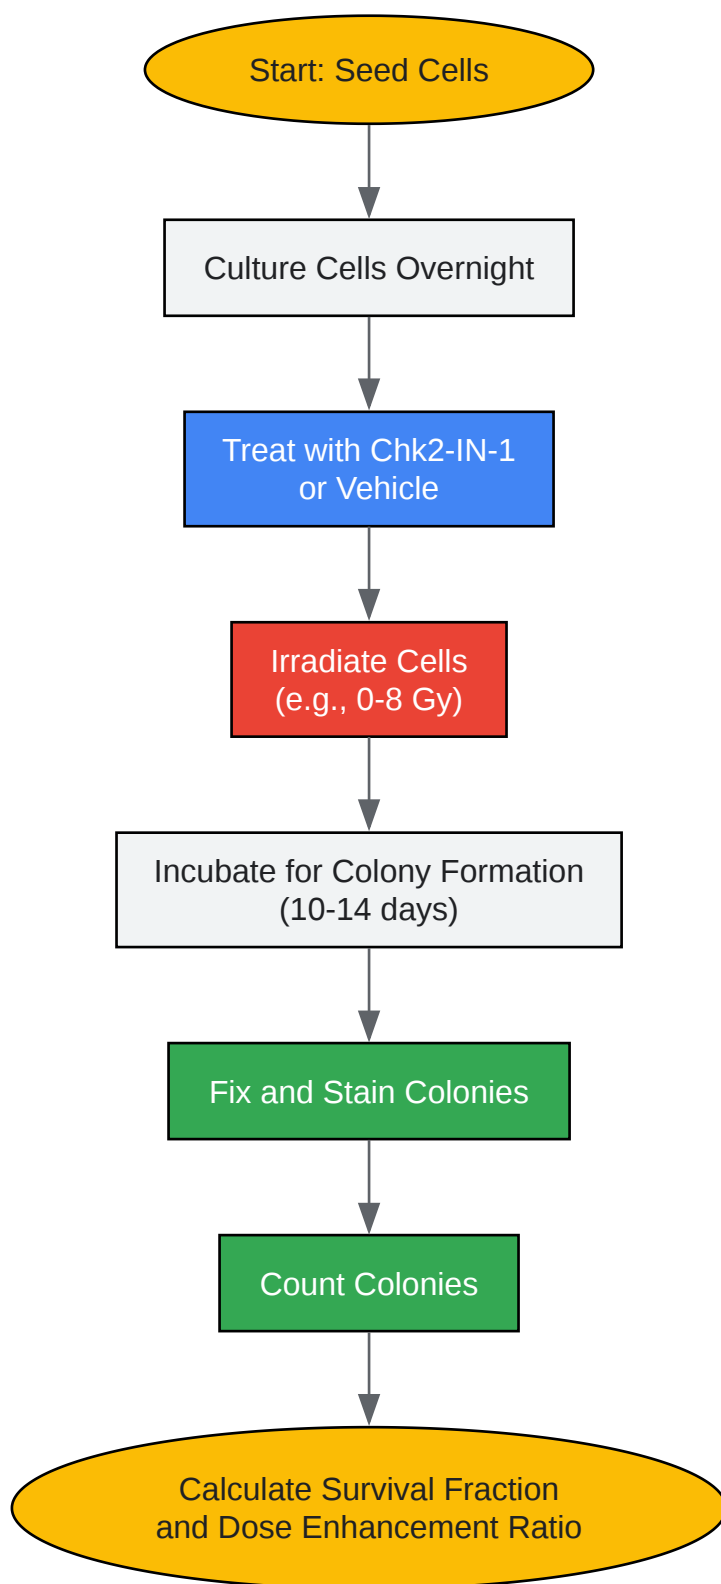 Start: Seed Cells
Culture Cells Overnight
Treat with Chk2-IN-1
or Vehicle
Irradiate Cells
(e.g., 0-8 Gy)
Incubate for Colony Formation
(10-14 days)
Fix and Stain Colonies
Count Colonies
Calculate Survival Fraction
and Dose Enhancement Ratio